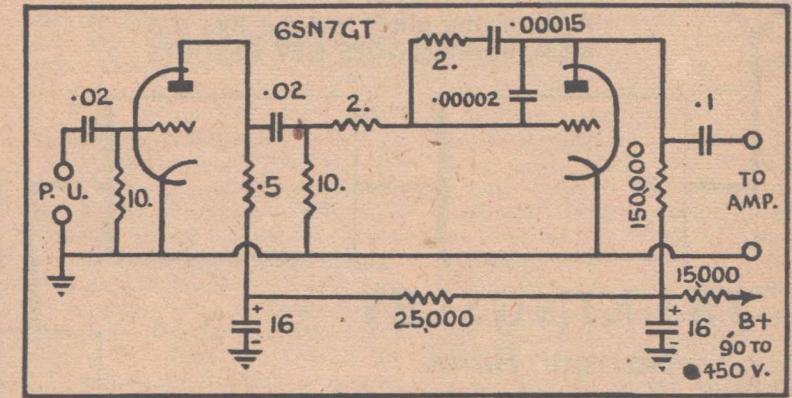 6SN7GT
.00015
2.
.02
.02
2.
.00002
.1
P. U.
10.
.5
10.
150,000
TO
AMP.
15,000
+
16
-
25,000
+
16
-
B+
90 TO
450 V.